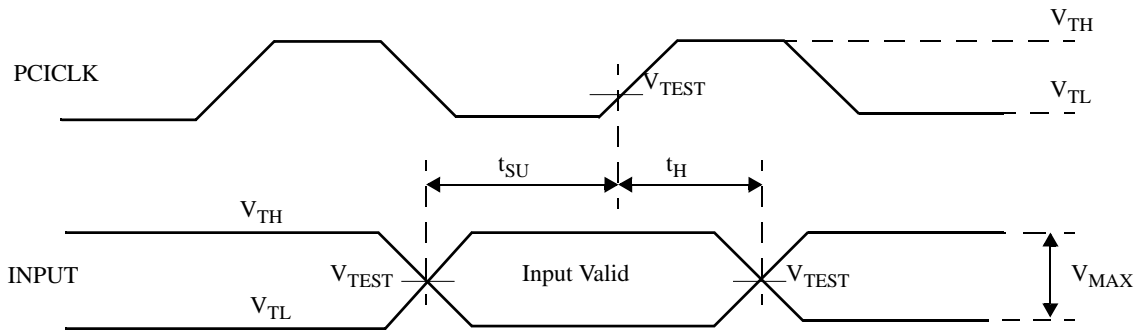 V_TH
PCICLK
V_TEST
V_TL
t_SU
t_H
V_TH
INPUT
V_TEST
Input Valid
V_TEST
V_MAX
V_TL